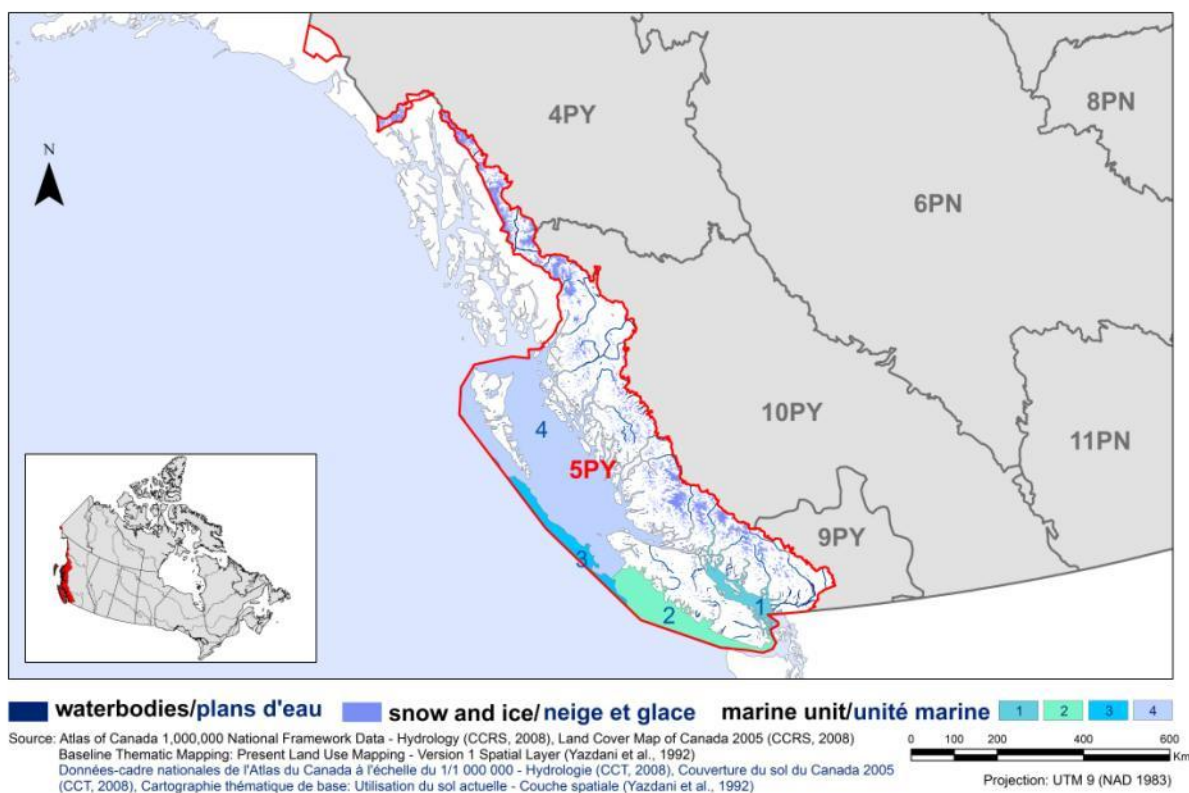 N
4PY
8PN
6PN
10PY
11PN
9PY
5PY
4
3
2
1
waterbodies/plans d'eau
snow and ice/neige et glace
marine unit/unité marine
1
2
3
4
Source: Atlas of Canada 1,000,000 National Framework Data - Hydrology (CCRS, 2008), Land Cover Map of Canada 2005 (CCRS, 2008)
Baseline Thematic Mapping: Present Land Use Mapping - Version 1 Spatial Layer (Yazdani et al., 1992)
Données-cadre nationales de l'Atlas du Canada à l'échelle du 1/1 000 000 - Hydrologie (CCT, 2008), Couverture du sol du Canada 2005
(CCT, 2008), Cartographie thématique de base: Utilisation du sol actuelle - Couche spatiale (Yazdani et al., 1992)
0 100 200 400 600
Km
Projection: UTM 9 (NAD 1983)